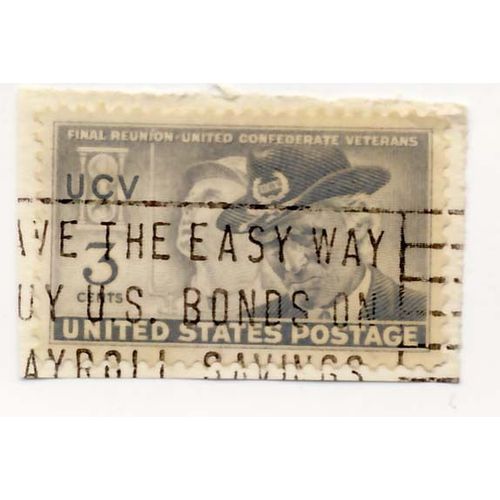 FINAL REUNION · UNITED CONFEDERATE VETERANS
UCV
AVE THE EASY WAY
3
CENTS
UY U.S. BONDS ON
UNITED STATES POSTAGE
AYROLL SAVINGS